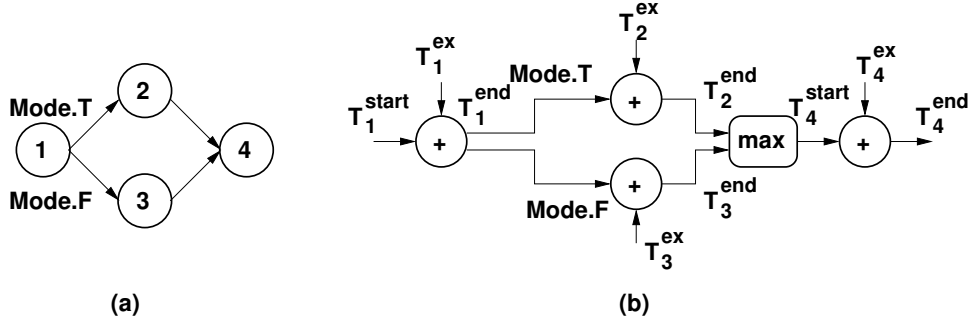 Mode.T
1
2
3
4
Mode.F
(a)
T_1^start
T_1^ex
+
T_1^end
Mode.T
T_2^ex
+
T_2^end
Mode.F
+
T_3^ex
T_3^end
max
T_4^start
T_4^ex
+
T_4^end
(b)